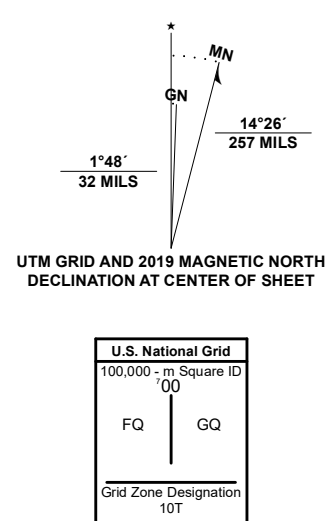 ★
MN
GN
14°26´
257 MILS
1°48´
32 MILS
UTM GRID AND 2019 MAGNETIC NORTH
DECLINATION AT CENTER OF SHEET
U.S. National Grid
100,000 - m Square ID
⁷00
FQ GQ
Grid Zone Designation
10T